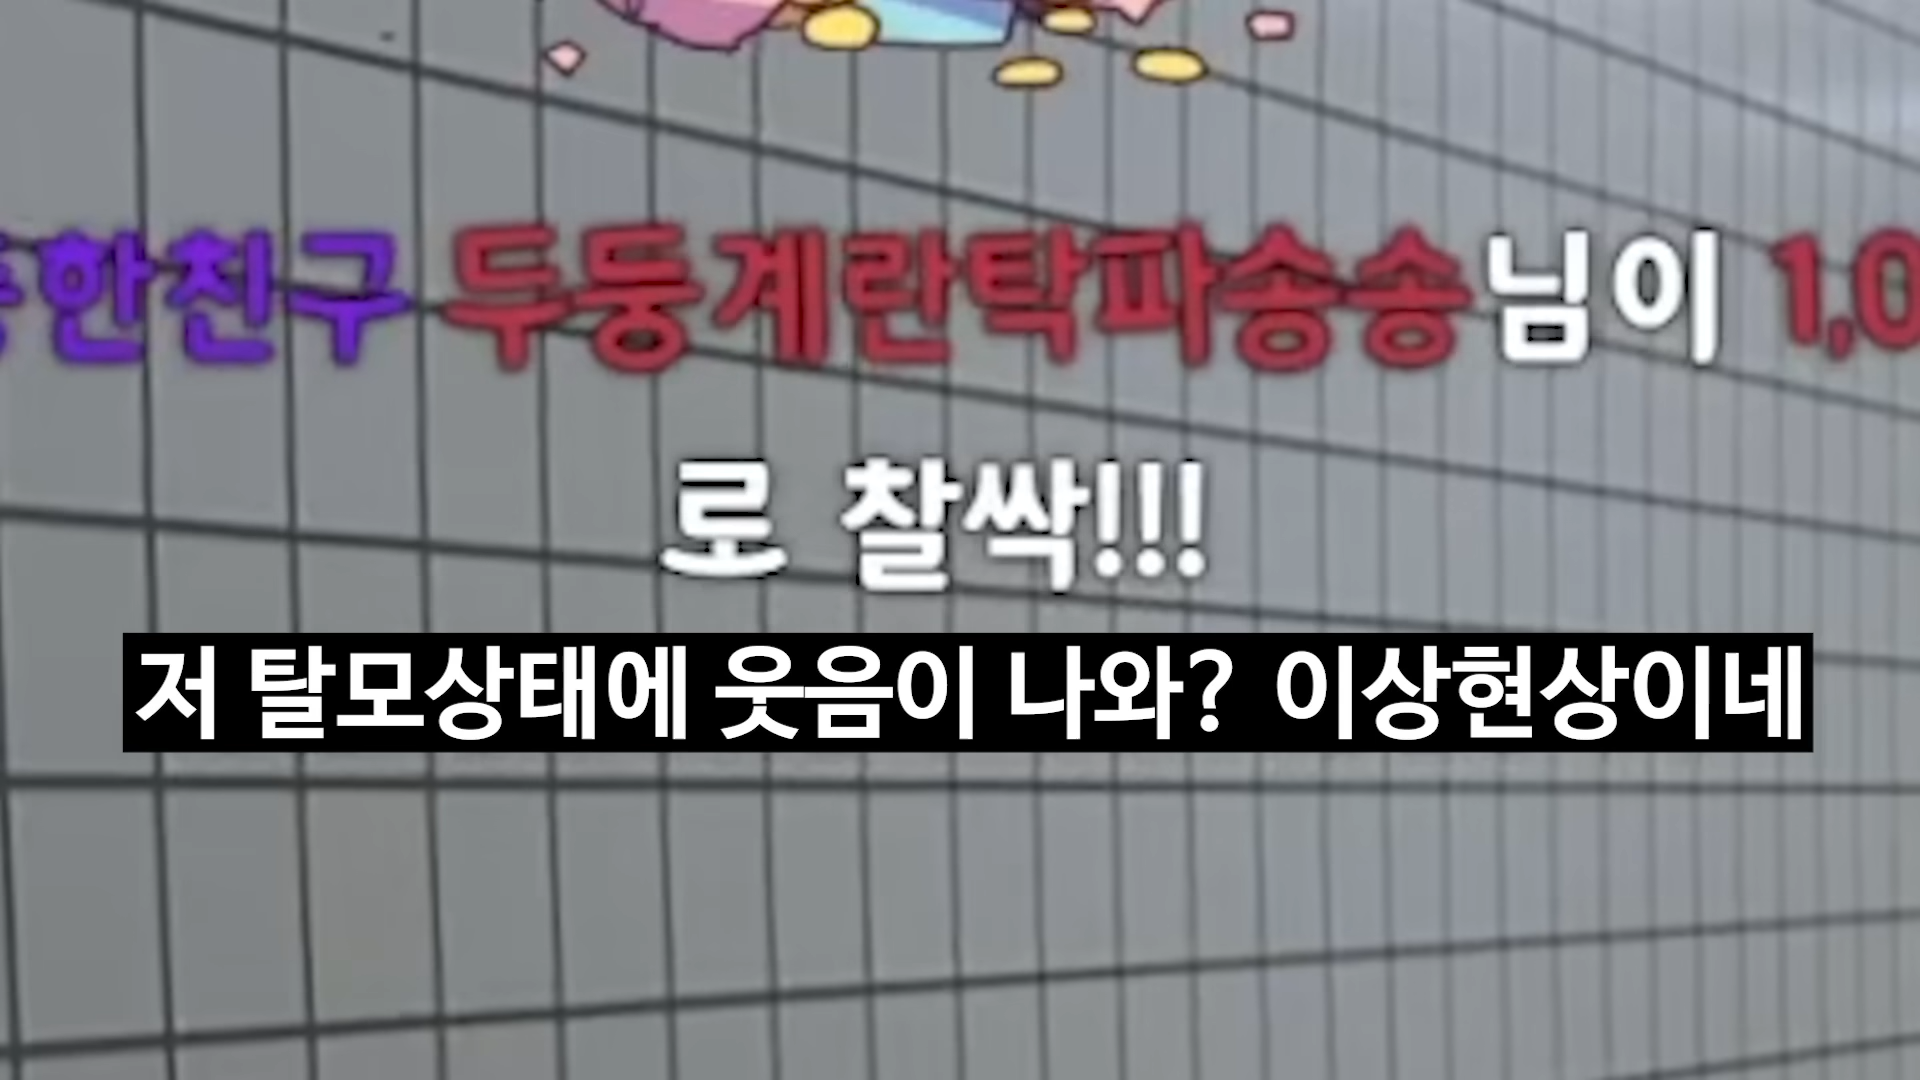 한친구 두둥계란탁파송송님이 1,0
로 찰싹!!!
저 탈모상태에 웃음이 나와? 이상현상이네